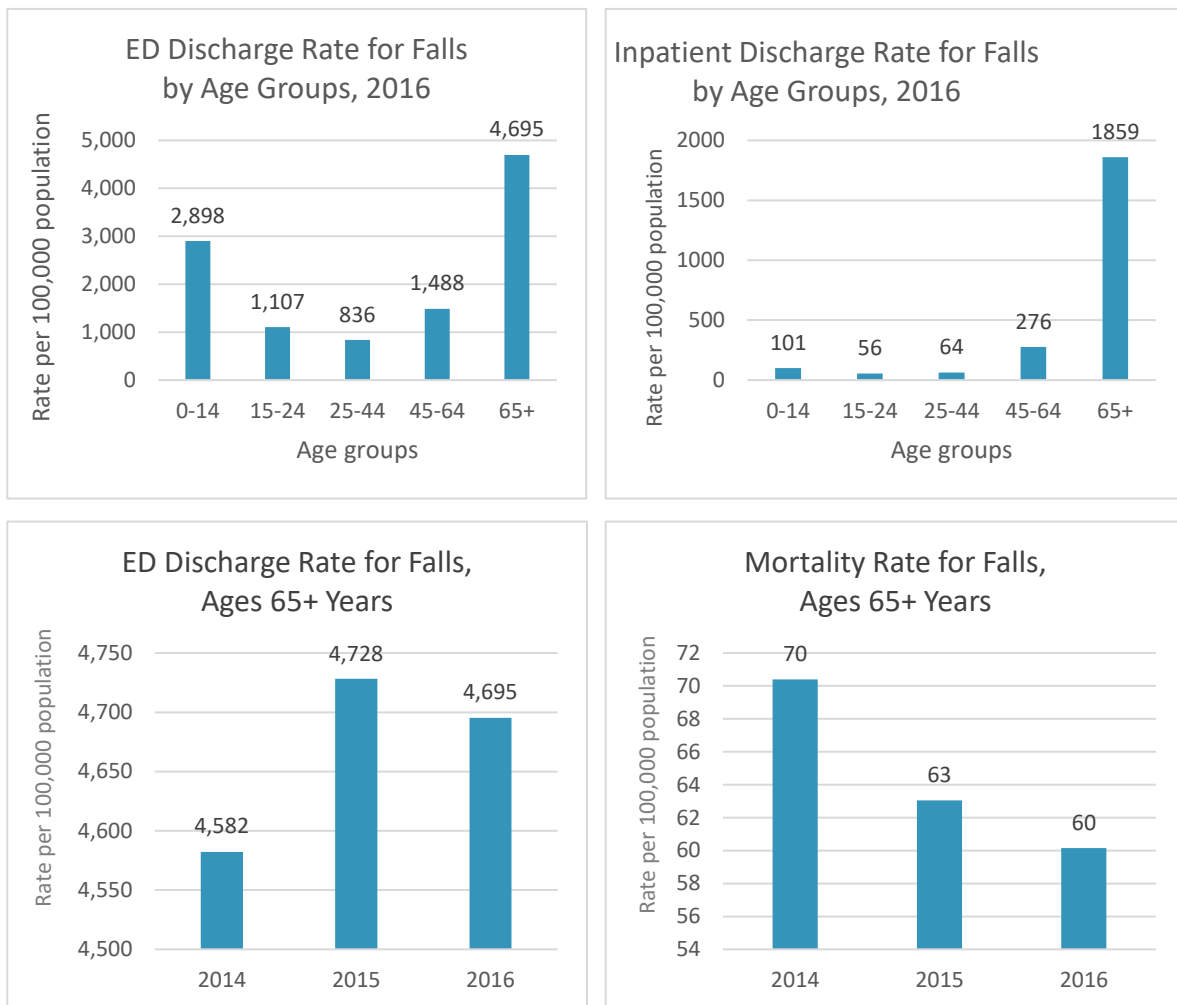 ED Discharge Rate for Falls
by Age Groups, 2016
Rate per 100,000 population
5,000
4,000
3,000
2,000
1,000
0
2,898
1,107
836
1,488
4,695
0-14 15-24 25-44 45-64 65+
Age groups
Inpatient Discharge Rate for Falls
by Age Groups, 2016
Rate per 100,000 population
2000
1500
1000
500
0
101
56
64
276
1859
0-14 15-24 25-44 45-64 65+
Age groups
ED Discharge Rate for Falls,
Ages 65+ Years
Rate per 100,000 population
4,750
4,700
4,650
4,600
4,550
4,500
4,582
4,728
4,695
2014 2015 2016
Mortality Rate for Falls,
Ages 65+ Years
Rate per 100,000 population
72
70
68
66
64
62
60
58
56
54
70
63
60
2014 2015 2016